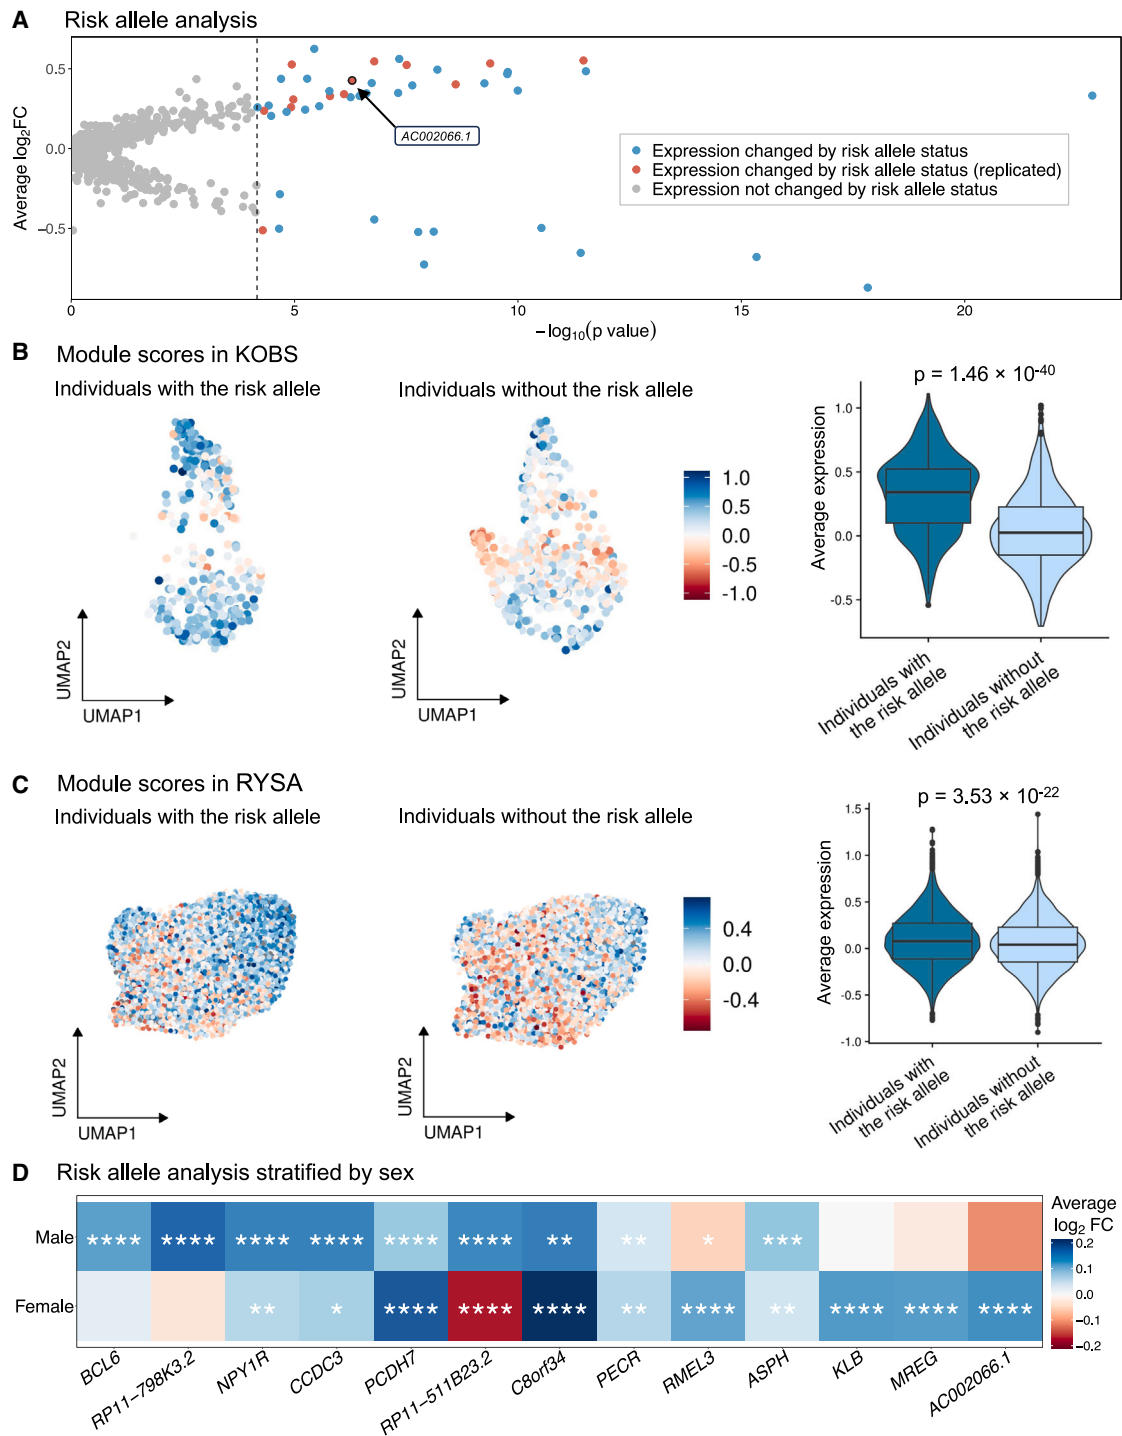 A Risk allele analysis
0.5
0.0
−0.5
Average log2FC
AC002066.1
Expression changed by risk allele status
Expression changed by risk allele status (replicated)
Expression not changed by risk allele status
0 5 10 15 20
−log10(p value)
B Module scores in KOBS
Individuals with the risk allele
Individuals without the risk allele
UMAP2
UMAP1
UMAP2
UMAP1
1.0
0.5
0.0
-0.5
-1.0
p = 1.46 × 10-40
Average expression
1.0
0.5
0.0
-0.5
Individuals with
the risk allele
Individuals without
the risk allele
C Module scores in RYSA
Individuals with the risk allele
Individuals without the risk allele
UMAP2
UMAP1
UMAP2
UMAP1
0.4
0.0
-0.4
p = 3.53 × 10-22
Average expression
1.5
1.0
0.5
0.0
-0.5
-1.0
Individuals with
the risk allele
Individuals without
the risk allele
D Risk allele analysis stratified by sex
Male **** **** **** **** **** **** ** ** * ***
Female ** * **** **** **** ** **** ** **** **** ****
BCL6 RP11−798K3.2 NPY1R CCDC3 PCDH7 RP11−511B23.2 C8orf34 PECR RMEL3 ASPH KLB MREG AC002066.1
Average
log2 FC
0.2
0.1
0.0
−0.1
−0.2